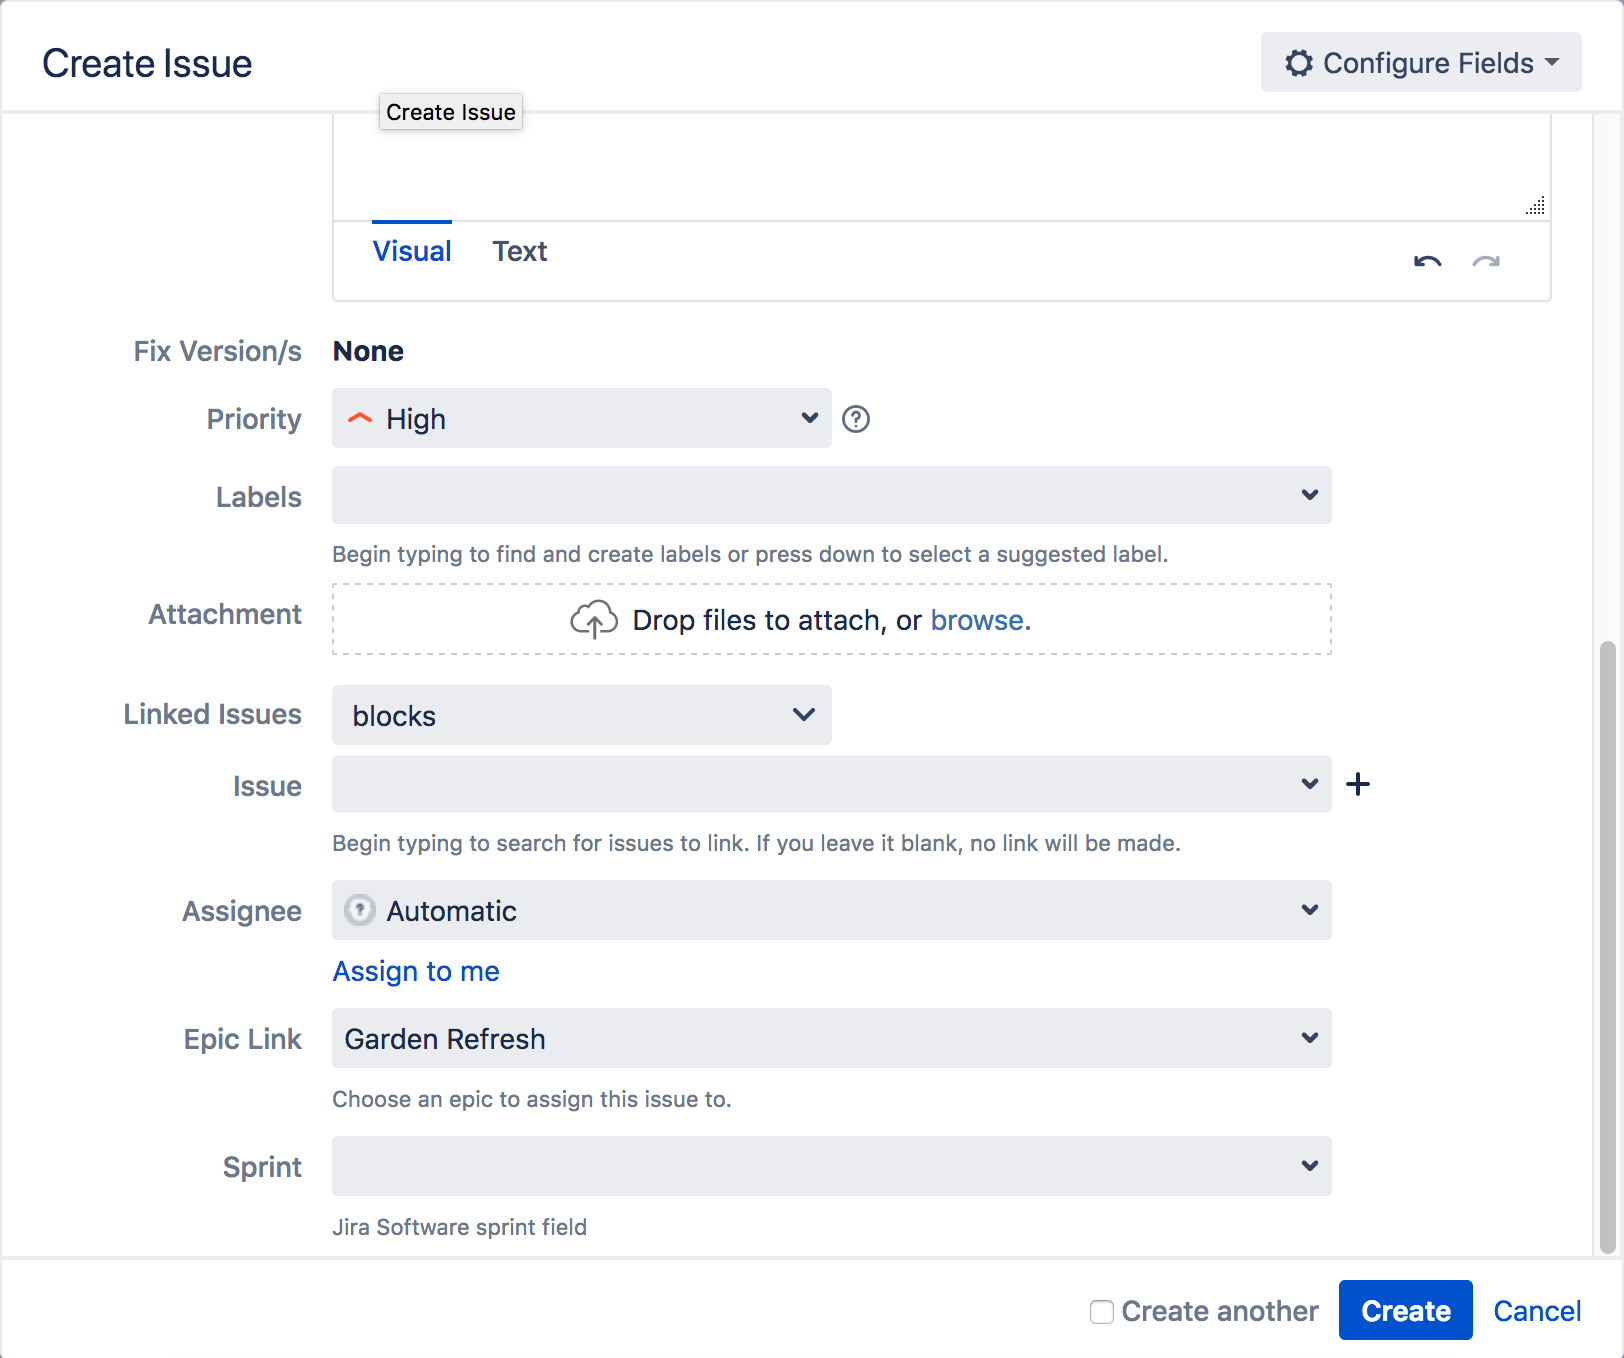 Create Issue
Configure Fields
Create Issue
Visual Text
Fix Version/s None
Priority High
Labels
Begin typing to find and create labels or press down to select a suggested label.
Attachment Drop files to attach, or browse.
Linked Issues blocks
Issue
Begin typing to search for issues to link. If you leave it blank, no link will be made.
Assignee Automatic
Assign to me
Epic Link Garden Refresh
Choose an epic to assign this issue to.
Sprint
Jira Software sprint field
Create another Create Cancel